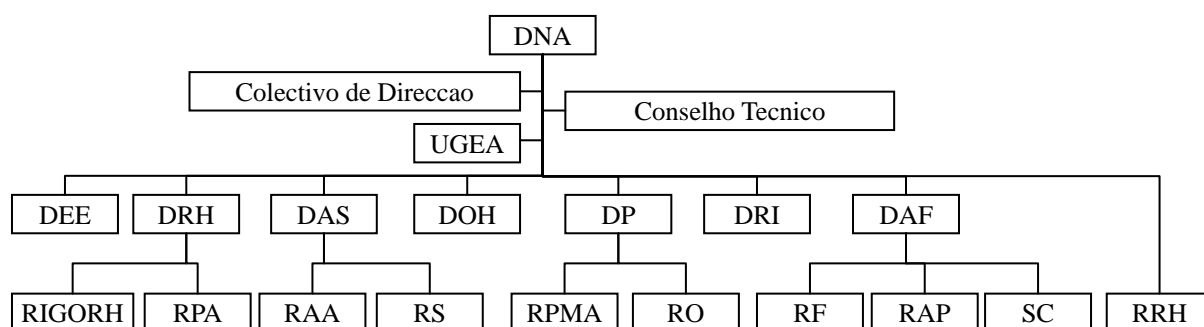 DNA
Colectivo de Direccao
Conselho Tecnico
UGEA
DEE
DRH
DAS
DOH
DP
DRI
DAF
RIGORH
RPA
RAA
RS
RPMA
RO
RF
RAP
SC
RRH